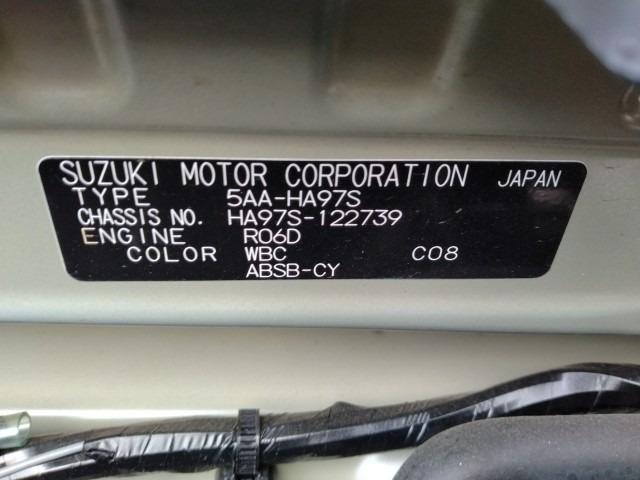 SUZUKI MOTOR CORPORATION JAPAN
TYPE 5AA-HA97S
CHASSIS NO. HA97S-122739
ENGINE R06D
COLOR WBC C08
ABSB-CY